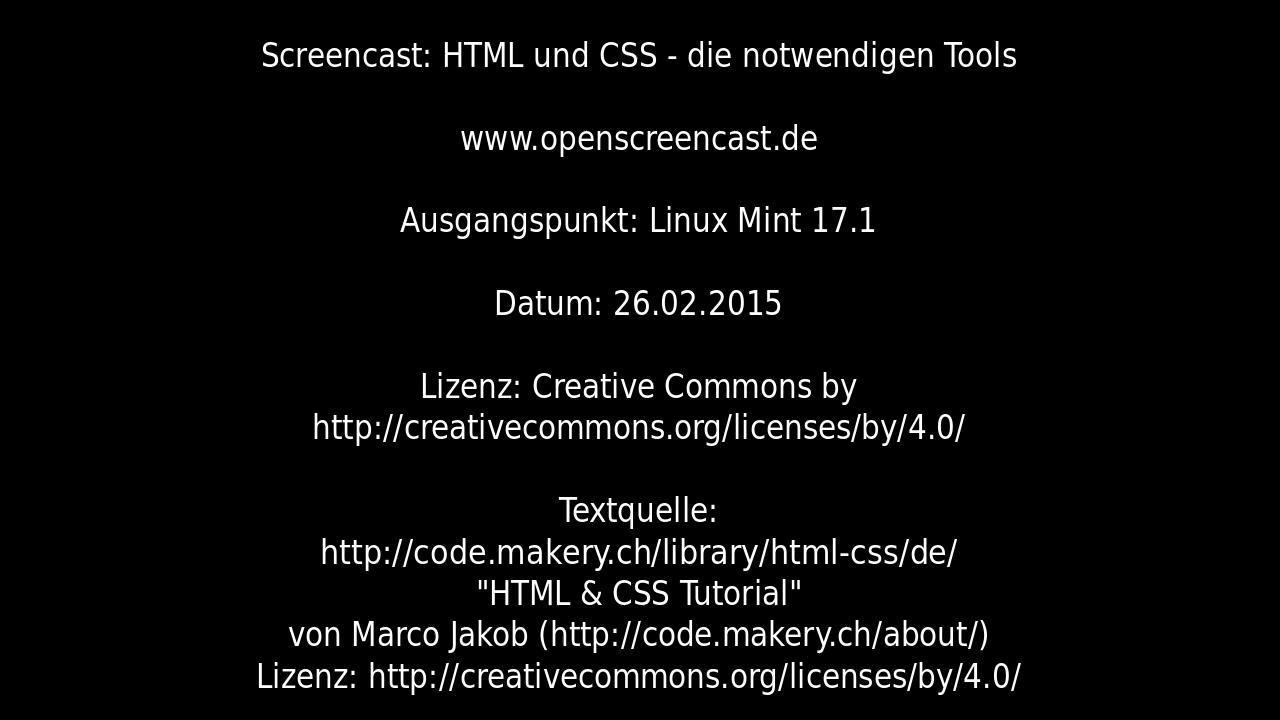 Screencast: HTML und CSS - die notwendigen Tools
www.openscreencast.de
Ausgangspunkt: Linux Mint 17.1
Datum: 26.02.2015
Lizenz: Creative Commons by
http://creativecommons.org/licenses/by/4.0/
Textquelle:
http://code.makery.ch/library/html-css/de/
"HTML & CSS Tutorial"
von Marco Jakob (http://code.makery.ch/about/)
Lizenz: http://creativecommons.org/licenses/by/4.0/